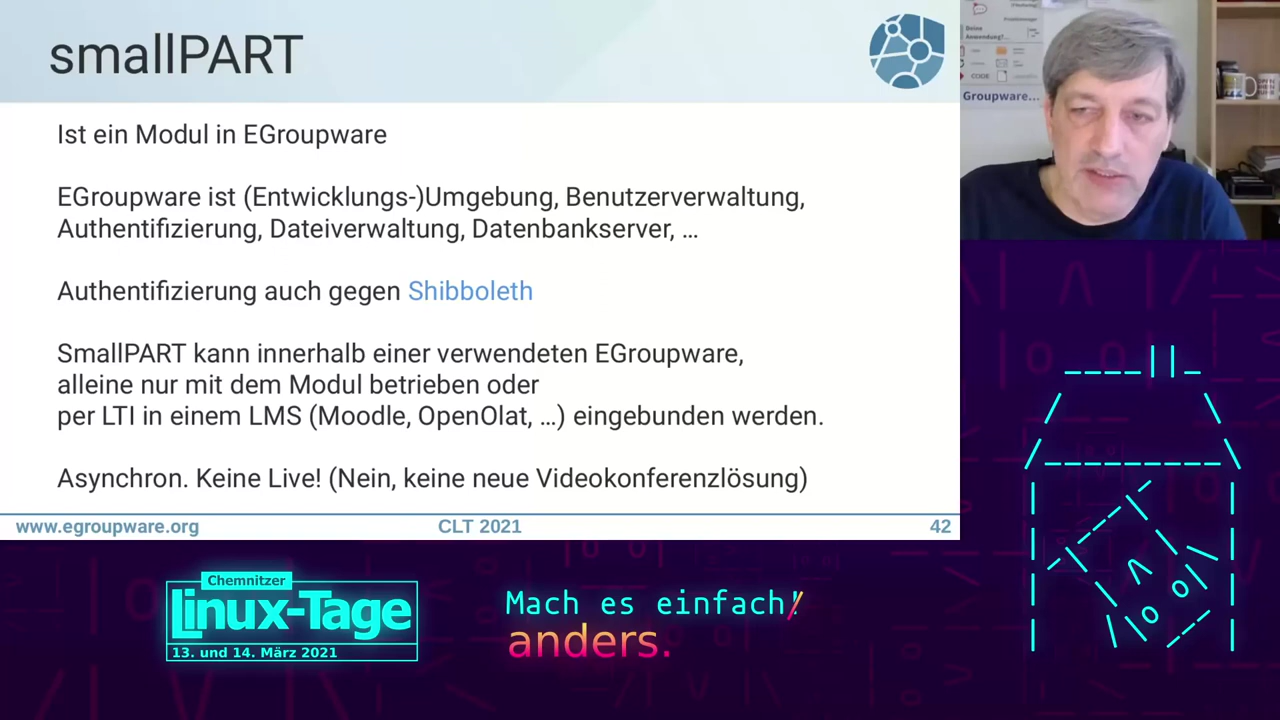 smallPART
Ist ein Modul in EGroupware
EGroupware ist (Entwicklungs-)Umgebung, Benutzerverwaltung,
Authentifizierung, Dateiverwaltung, Datenbankserver, …
Authentifizierung auch gegen Shibboleth
SmallPART kann innerhalb einer verwendeten EGroupware,
alleine nur mit dem Modul betrieben oder
per LTI in einem LMS (Moodle, OpenOlat, …) eingebunden werden.
Asynchron. Keine Live! (Nein, keine neue Videokonferenzlösung)
www.egroupware.org CLT 2021 42
Deine
Anwendung?...
CODE
Groupware...
Chemnitzer
Linux-Tage
13. und 14. März 2021
Mach es einfach!
anders.